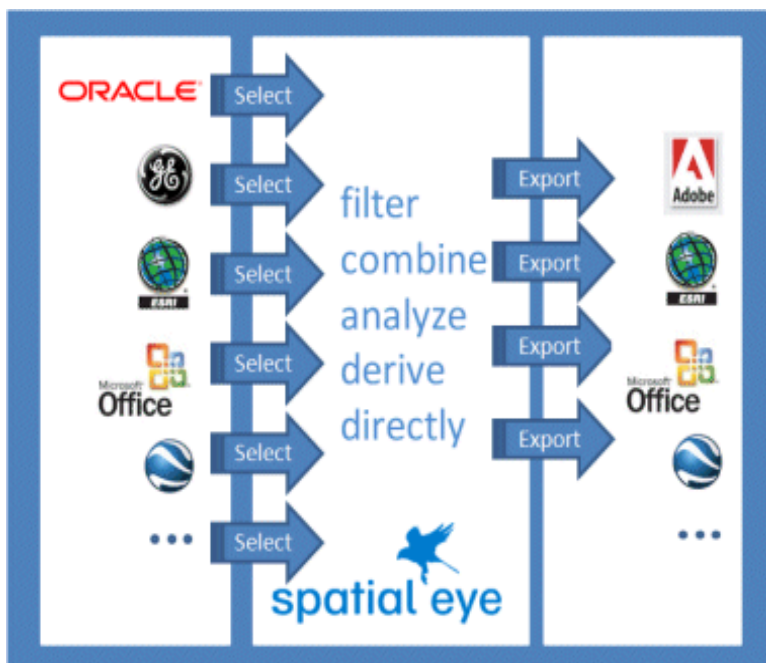 ORACLE
Select
Select
ESRI
Select
Microsoft
Office
Select
Select
...
Select
filter
combine
analyze
derive
directly
spatial eye
Export
Adobe
Export
ESRI
Export
Microsoft
Office
Export
...